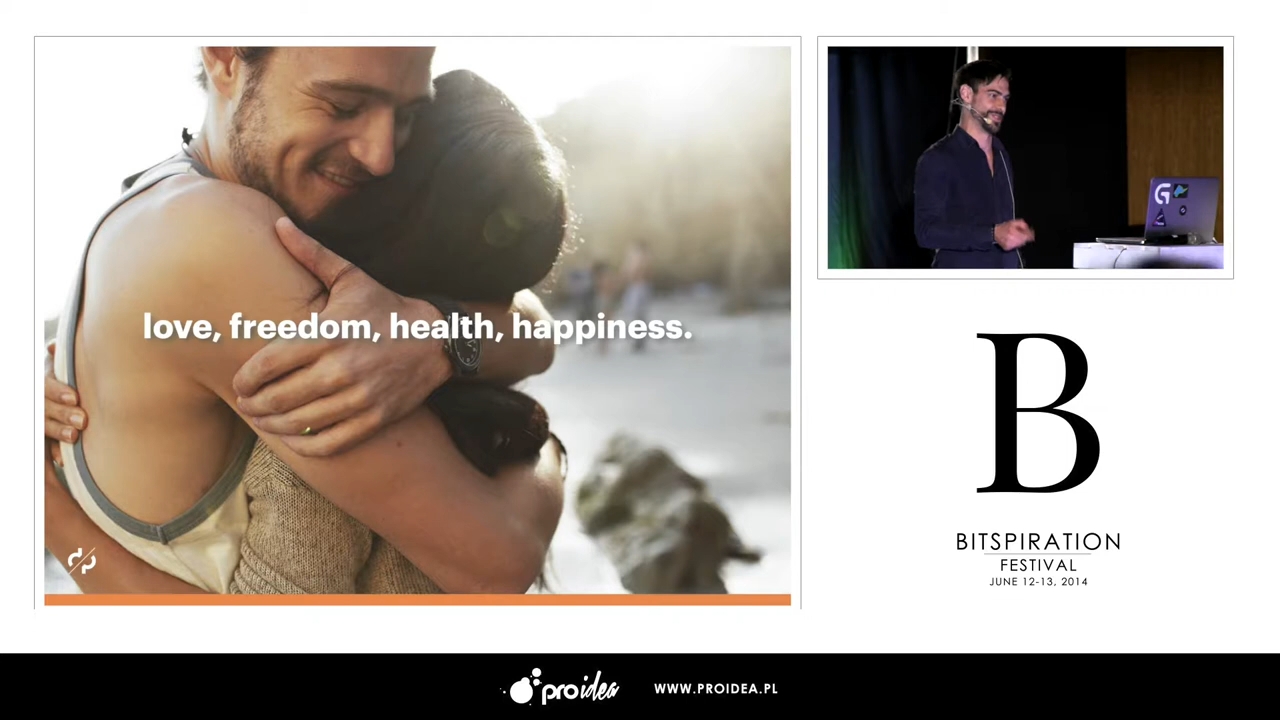 love, freedom, health, happiness.
B
BITSPIRATION
FESTIVAL
JUNE 12-13, 2014
proidea
WWW.PROIDEA.PL